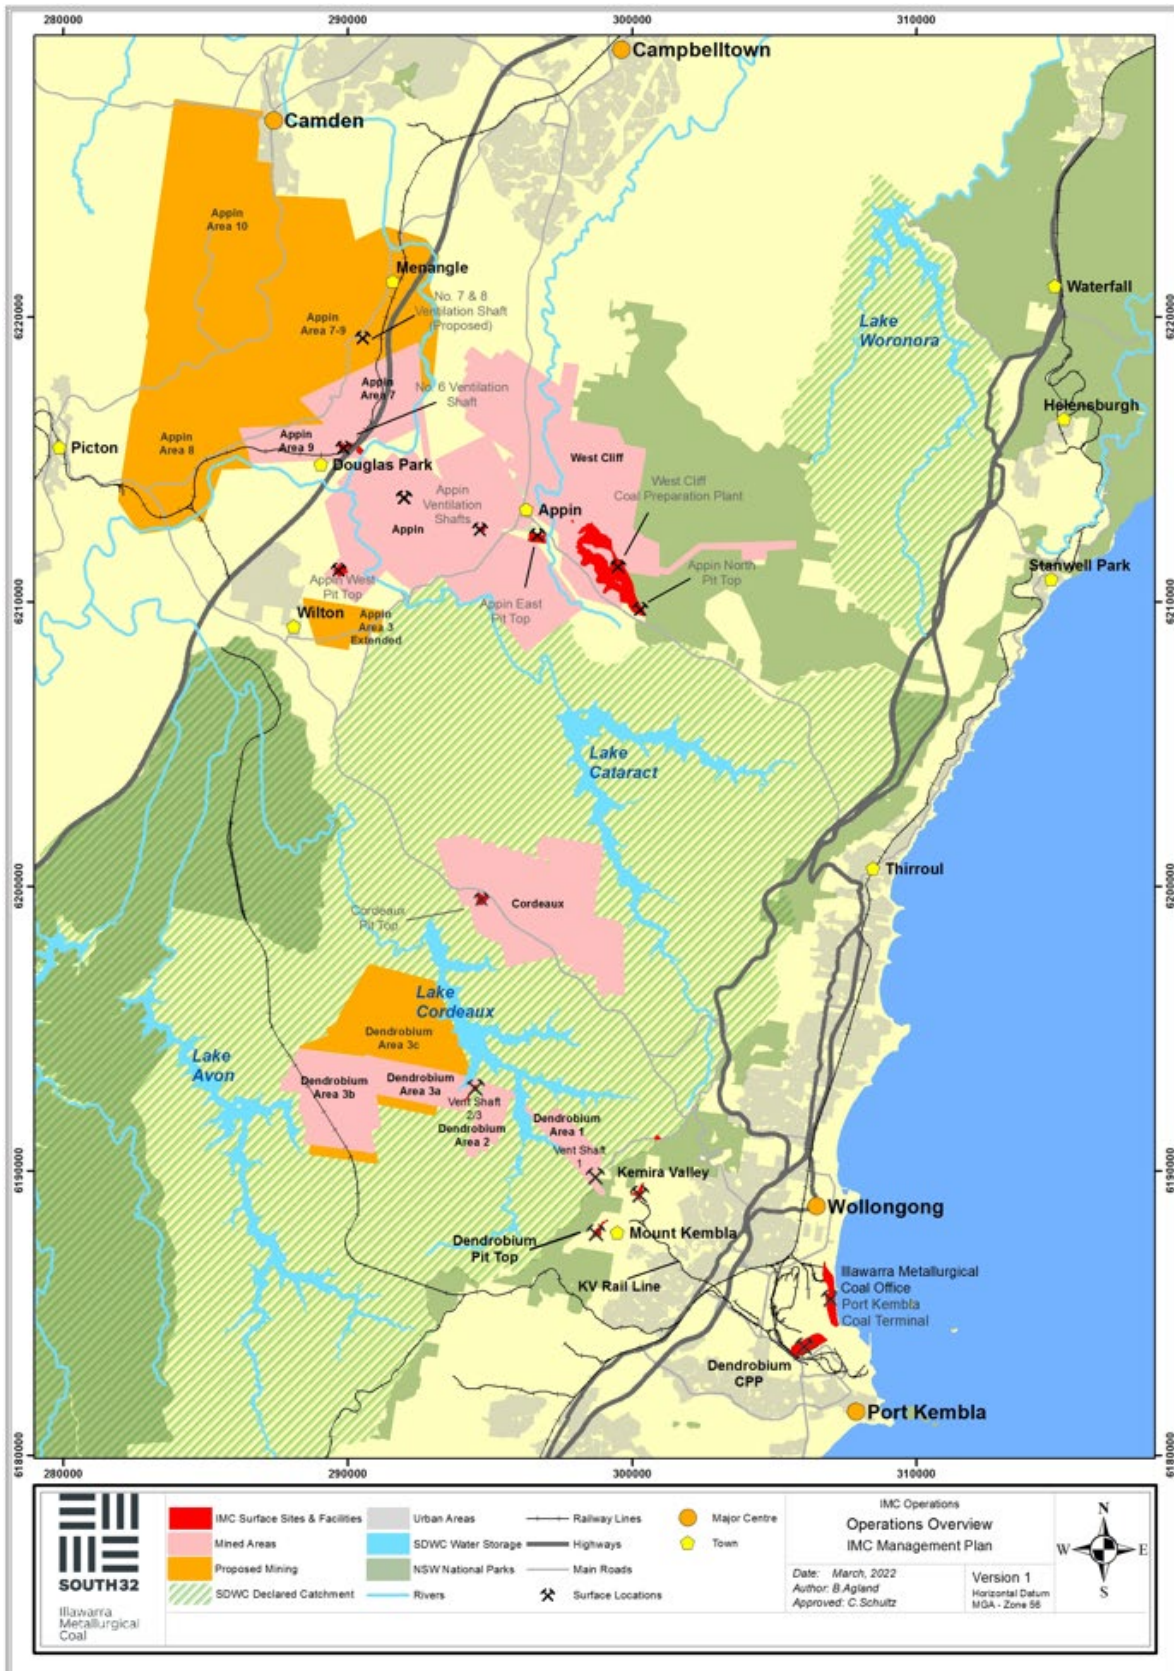 280000
290000
300000
310000
Campbelltown
Camden
Appin
Area 10
Menangle
No. 7 & 8
Ventilation Shaft
(Proposed)
Waterfall
6220000
6220000
Appin
Area 7-9
Lake
Woronora
Appin
Area 7
No. 6 Ventilation
Shaft
Helensburgh
Picton
Appin
Area 8
Appin
Area 9
Douglas Park
West Cliff
West Cliff
Coal Preparation Plant
Appin
Ventilation
Shafts
Appin
Appin
Stanwell Park
Appin North
Pit Top
Appin West
Pit Top
Appin East
Pit Top
6210000
6210000
Wilton
Appin
Area 3
Extended
Lake
Cataract
Thirroul
6200000
6200000
Cordeaux
Cordeaux
Pit Top
Lake
Cordeaux
Dendrobium
Area 3c
Lake
Avon
Dendrobium
Area 3b
Dendrobium
Area 3a
Vent Shaft
2/3
Dendrobium
Area 2
Dendrobium
Area 1
Vent Shaft
1
6190000
6190000
Kemira Valley
Wollongong
Dendrobium
Pit Top
Mount Kembla
KV Rail Line
Illawarra Metallurgical
Coal Office
Port Kembla
Coal Terminal
Dendrobium
CPP
Port Kembla
6180000
6180000
280000
290000
300000
310000
SOUTH32
Illawarra
Metallurgical
Coal
IMC Surface Sites & Facilities
Mined Areas
Proposed Mining
SDWC Declared Catchment
Urban Areas
SDWC Water Storage
NSW National Parks
Rivers
Railway Lines
Highways
Main Roads
Surface Locations
Major Centre
Town
IMC Operations
Operations Overview
IMC Management Plan
Date: March, 2022
Author: B.Agland
Approved: C.Schultz
Version 1
Horizontal Datum
MGA - Zone 56
N
W
E
S